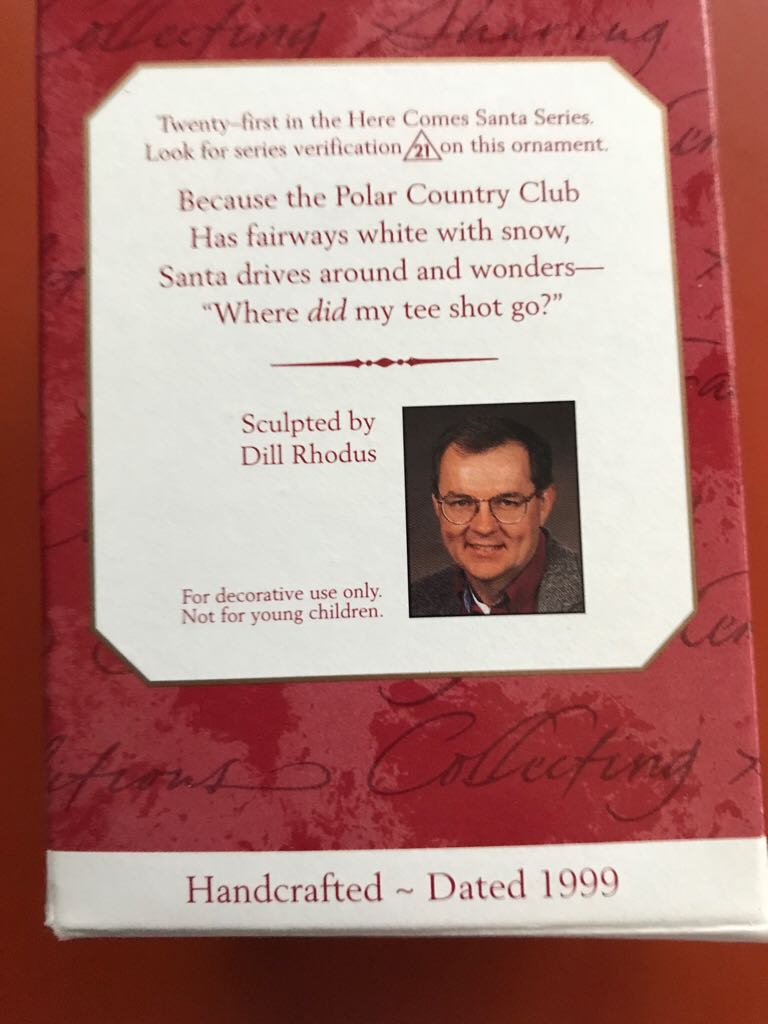 Collecting Sharing
Twenty-first in the Here Comes Santa Series.
Look for series verification 21 on this ornament.
Because the Polar Country Club
Has fairways white with snow,
Santa drives around and wonders—
"Where did my tee shot go?"
Sculpted by
Dill Rhodus
For decorative use only.
Not for young children.
Collecting
Handcrafted ~ Dated 1999